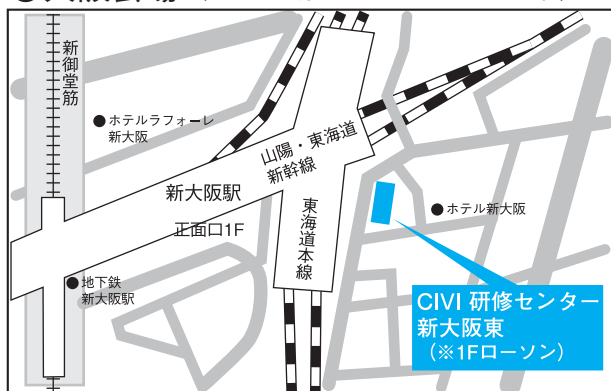 新御堂筋
ホテルラフォーレ
新大阪
山陽・東海道
新幹線
新大阪駅
正面口1F
東海道本線
ホテル新大阪
地下鉄
新大阪駅
CIVI 研修センター
新大阪東
（※1Fローソン）